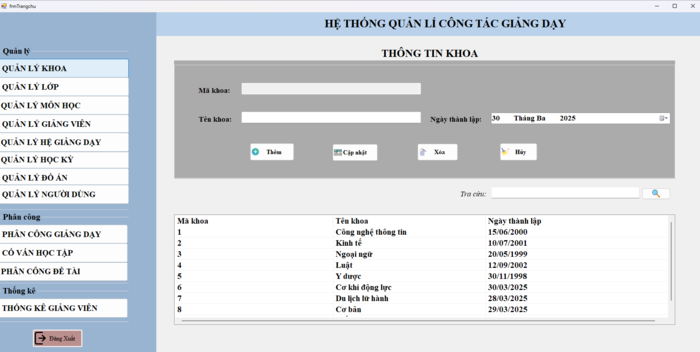 frmTrangchu
HỆ THỐNG QUẢN LÍ CÔNG TÁC GIẢNG DẠY
Quản lý
QUẢN LÝ KHOA
QUẢN LÝ LỚP
QUẢN LÝ MÔN HỌC
QUẢN LÝ GIẢNG VIÊN
QUẢN LÝ HỆ GIẢNG DẠY
QUẢN LÝ HỌC KỲ
QUẢN LÝ ĐỒ ÁN
QUẢN LÝ NGƯỜI DÙNG
Phân công
PHÂN CÔNG GIẢNG DẠY
CỐ VẤN HỌC TẬP
PHÂN CÔNG ĐỀ TÀI
Thống kê
THỐNG KÊ GIẢNG VIÊN
Đăng Xuất
THÔNG TIN KHOA
Mã khoa:
Tên khoa:
Ngày thành lập: 30 Tháng Ba 2025
Thêm Cập nhật Xóa Hủy
Tra cứu:
Mã khoa Tên khoa Ngày thành lập
1 Công nghệ thông tin 15/06/2000
2 Kinh tế 10/07/2001
3 Ngoại ngữ 20/05/1999
4 Luật 12/09/2002
5 Y dược 30/11/1998
6 Cơ khí động lực 30/03/2025
7 Du lịch lữ hành 28/03/2025
8 Cơ bản 29/03/2025